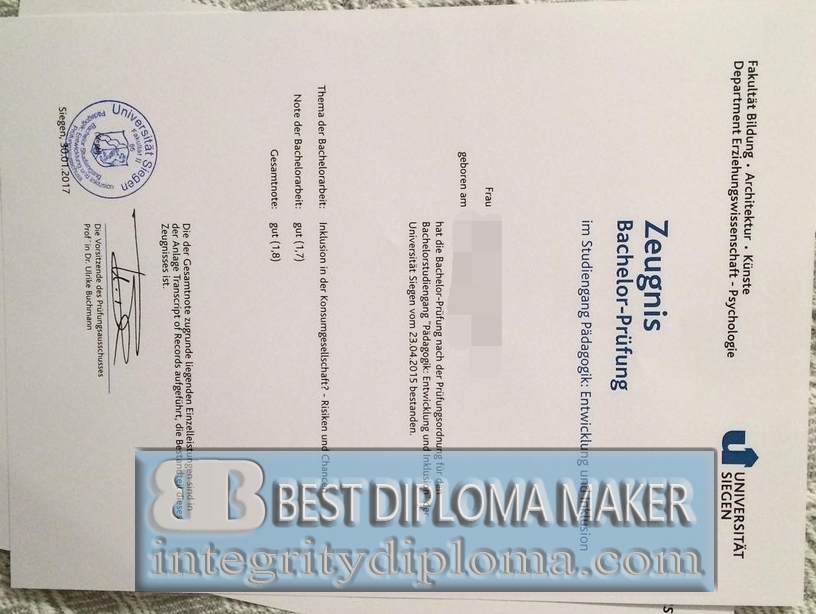 Fakultät Bildung · Architektur · Künste
Department Erziehungswissenschaft - Psychologie
UNIVERSITÄT
SIEGEN
Zeugnis
Bachelor-Prüfung
im Studiengang Pädagogik: Entwicklung und Inklusion
Frau
geboren am
hat die Bachelor-Prüfung nach der Prüfungsordnung für den
Bachelorstudiengang "Pädagogik: Entwicklung und Inklusion" der
Universität Siegen vom 23.04.2015 bestanden.
Thema der Bachelorarbeit: Inklusion in der Konsumgesellschaft? - Risiken und Chancen
Note der Bachelorarbeit: gut (1,7)
Gesamtnote: gut (1,8)
Die der Gesamtnote zugrunde liegenden Einzelleistungen sind in
der Anlage Transcript of Records aufgeführt, die Bestandteil dieses
Zeugnisses ist.
Universität Siegen
Fakultät II
Siegen, 30.01.2017
Die Vorsitzende des Prüfungsausschusses
Prof'in Dr. Ulrike Buchmann
BEST DIPLOMA MAKER
integritydiploma.com